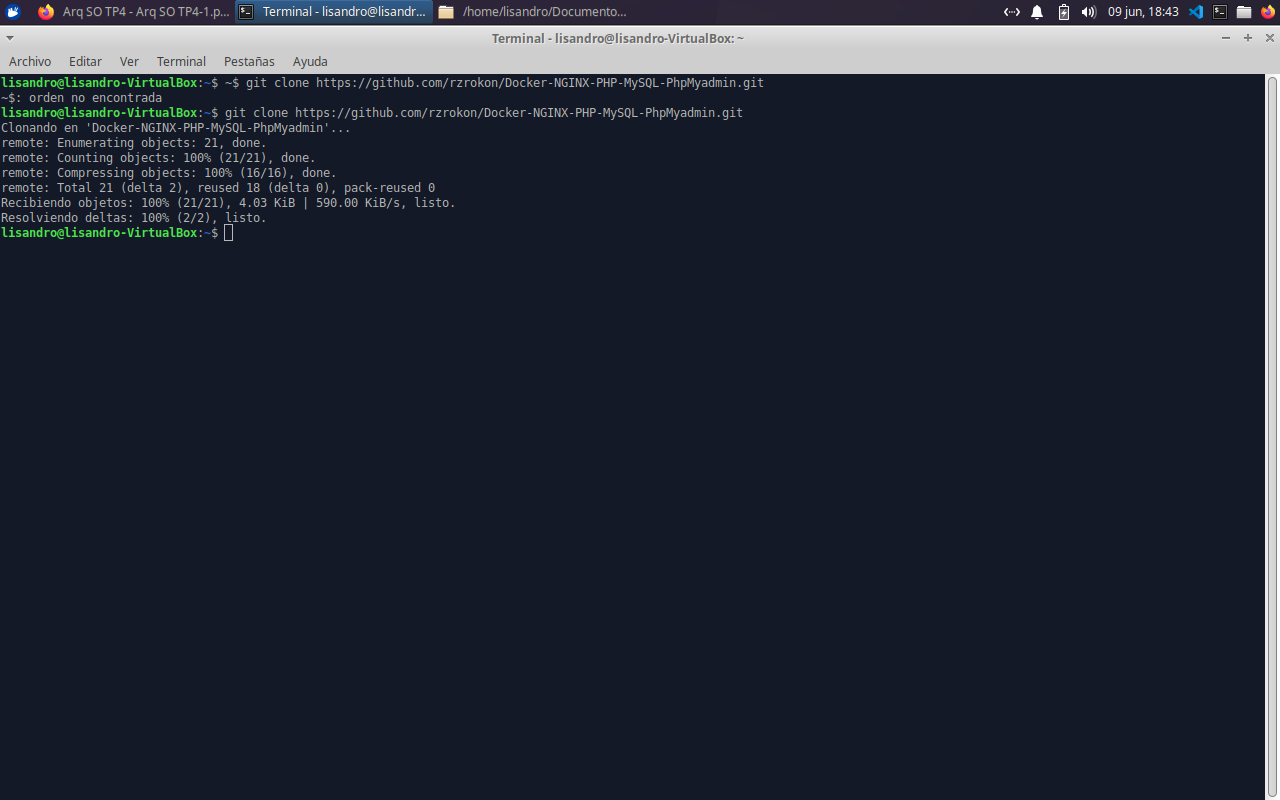 Arq SO TP4 - Arq SO TP4-1.p...
Terminal - lisandro@lisandr...
/home/lisandro/Documento...
09 jun, 18:43
Terminal - lisandro@lisandro-VirtualBox: ~
Archivo Editar Ver Terminal Pestañas Ayuda
lisandro@lisandro-VirtualBox:~$ ~$ git clone https://github.com/rzrokon/Docker-NGINX-PHP-MySQL-PhpMyadmin.git
~$: orden no encontrada
lisandro@lisandro-VirtualBox:~$ git clone https://github.com/rzrokon/Docker-NGINX-PHP-MySQL-PhpMyadmin.git
Clonando en 'Docker-NGINX-PHP-MySQL-PhpMyadmin'...
remote: Enumerating objects: 21, done.
remote: Counting objects: 100% (21/21), done.
remote: Compressing objects: 100% (16/16), done.
remote: Total 21 (delta 2), reused 18 (delta 0), pack-reused 0
Recibiendo objetos: 100% (21/21), 4.03 KiB | 590.00 KiB/s, listo.
Resolviendo deltas: 100% (2/2), listo.
lisandro@lisandro-VirtualBox:~$